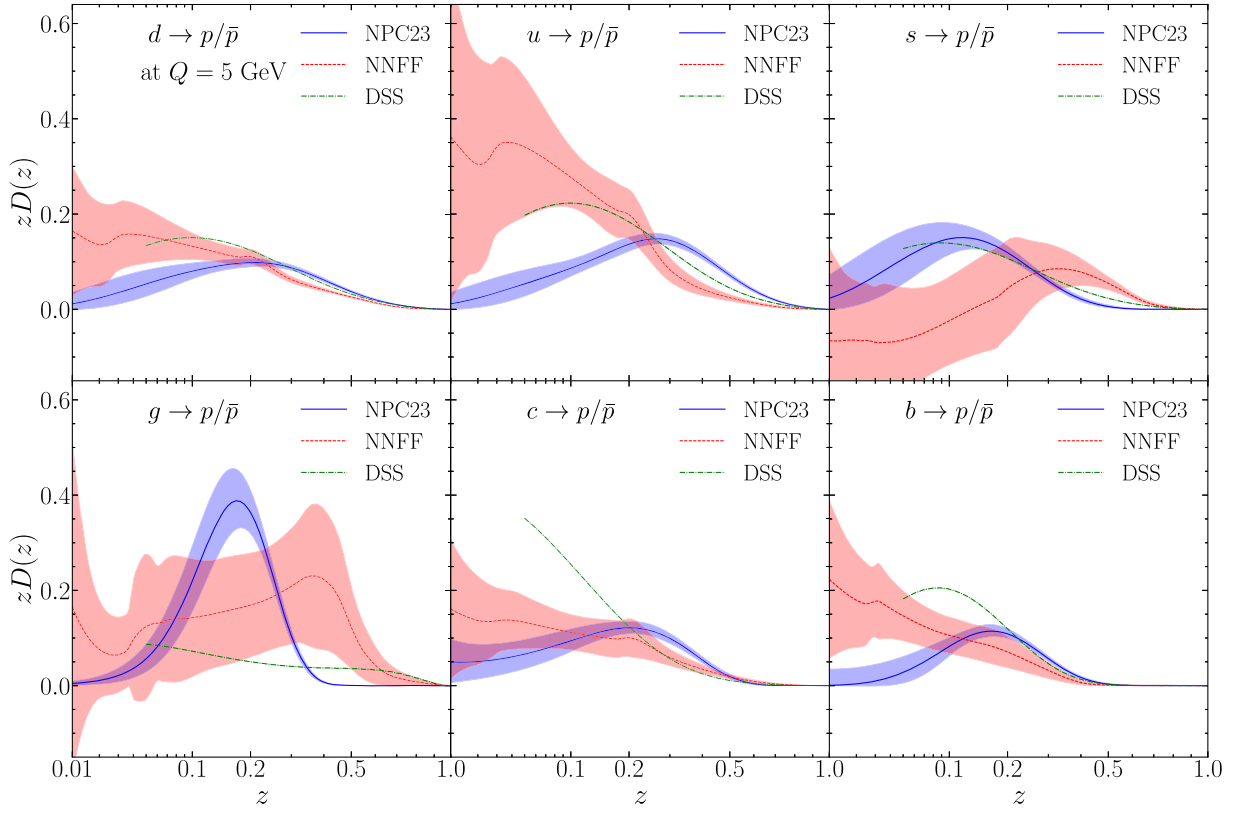 d → p/p̄
at Q = 5 GeV
NPC23
NNFF
DSS
u → p/p̄
NPC23
NNFF
DSS
s → p/p̄
NPC23
NNFF
DSS
zD(z)
0.6
0.4
0.2
0.0
g → p/p̄
NPC23
NNFF
DSS
c → p/p̄
NPC23
NNFF
DSS
b → p/p̄
NPC23
NNFF
DSS
zD(z)
0.6
0.4
0.2
0.0
0.01 0.1 0.2 0.5 1.0 0.1 0.2 0.5 1.0 0.1 0.2 0.5 1.0
z z z